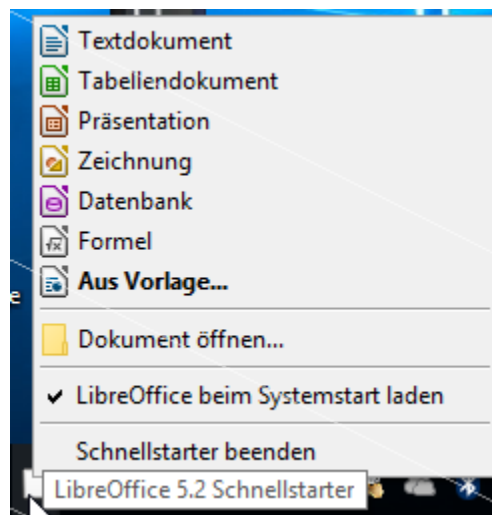 Textdokument
Tabellendokument
Präsentation
Zeichnung
Datenbank
Formel
Aus Vorlage...
Dokument öffnen...
LibreOffice beim Systemstart laden
Schnellstarter beenden
LibreOffice 5.2 Schnellstarter